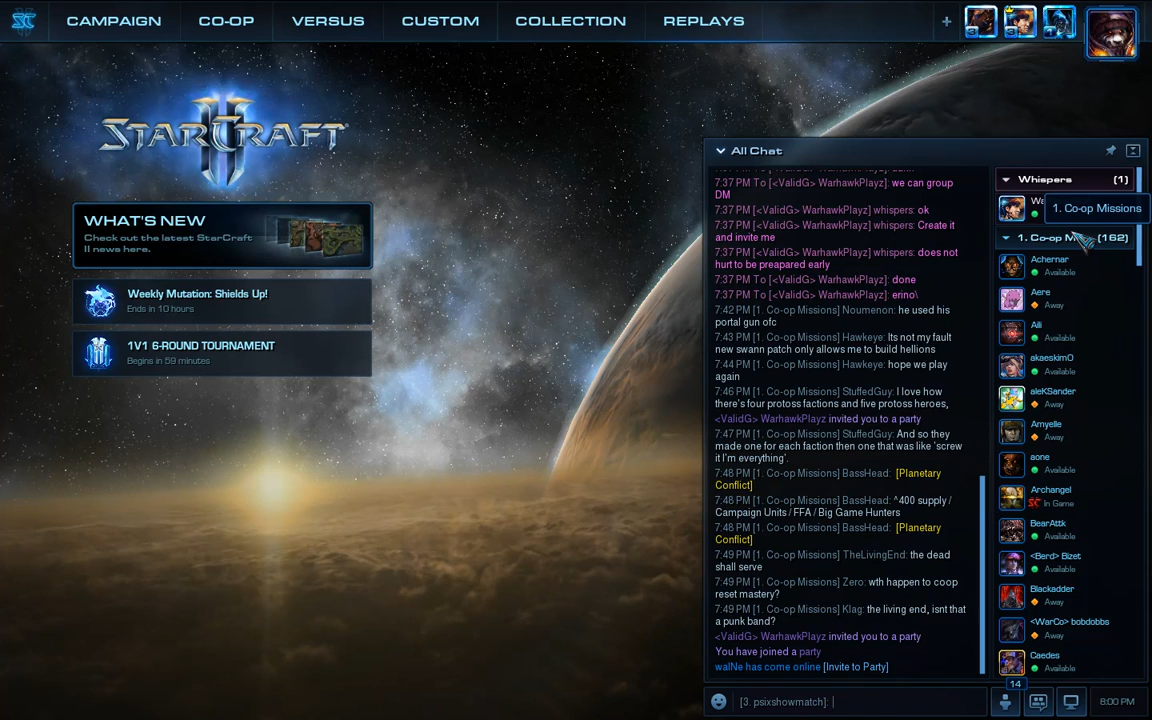 CAMPAIGN CO-OP VERSUS CUSTOM COLLECTION REPLAYS
3 3 1
STARCRAFT
II
WHAT'S NEW
Check out the latest StarCraft
II news here.
Weekly Mutation: Shields Up!
Ends in 10 hours
1V1 6-ROUND TOURNAMENT
Begins in 59 minutes
All Chat
7:37 PM To [<ValidG> WarhawkPlayz]: we can group
DM
7:37 PM [<ValidG> WarhawkPlayz] whispers: ok
7:37 PM [<ValidG> WarhawkPlayz] whispers: Create it
and invite me
7:37 PM [<ValidG> WarhawkPlayz] whispers: does not
hurt to be preapared early
7:37 PM To [<ValidG> WarhawkPlayz]: done
7:37 PM To [<ValidG> WarhawkPlayz]: erino\
7:42 PM [1. Co-op Missions] Noumenon: he used his
portal gun ofc
7:43 PM [1. Co-op Missions] Hawkeye: Its not my fault
new swann patch only allows me to build hellions
7:44 PM [1. Co-op Missions] Hawkeye: hope we play
again
7:46 PM [1. Co-op Missions] StuffedGuy: I love how
there's four protoss factions and five protoss heroes,
<ValidG> WarhawkPlayz invited you to a party
7:47 PM [1. Co-op Missions] StuffedGuy: And so they
made one for each faction then one that was like 'screw
it I'm everything'.
7:48 PM [1. Co-op Missions] BassHead: [Planetary
Conflict]
7:48 PM [1. Co-op Missions] BassHead: ^400 supply /
Campaign Units / FFA / Big Game Hunters
7:48 PM [1. Co-op Missions] BassHead: [Planetary
Conflict]
7:49 PM [1. Co-op Missions] TheLivingEnd: the dead
shall serve
7:49 PM [1. Co-op Missions] Zero: wth happen to coop
reset mastery?
7:49 PM [1. Co-op Missions] Klag: the living end, isnt that
a punk band?
<ValidG> WarhawkPlayz invited you to a party
You have joined a party
walNe has come online [Invite to Party]
[3. psixshowmatch]:
Whispers (1)
Wa
1. Co-op Missions
1. Co-op M (162)
Achernar
Available
Aere
Away
Aili
Available
akaeskimO
Available
aleKSander
Away
Amyelle
Away
aone
Available
Archangel
In Game
BearAttk
Available
<Berd> Bizet
Available
Blackadder
Away
<WarCo> bobdobbs
Away
Caedes
Available
14
8:00 PM